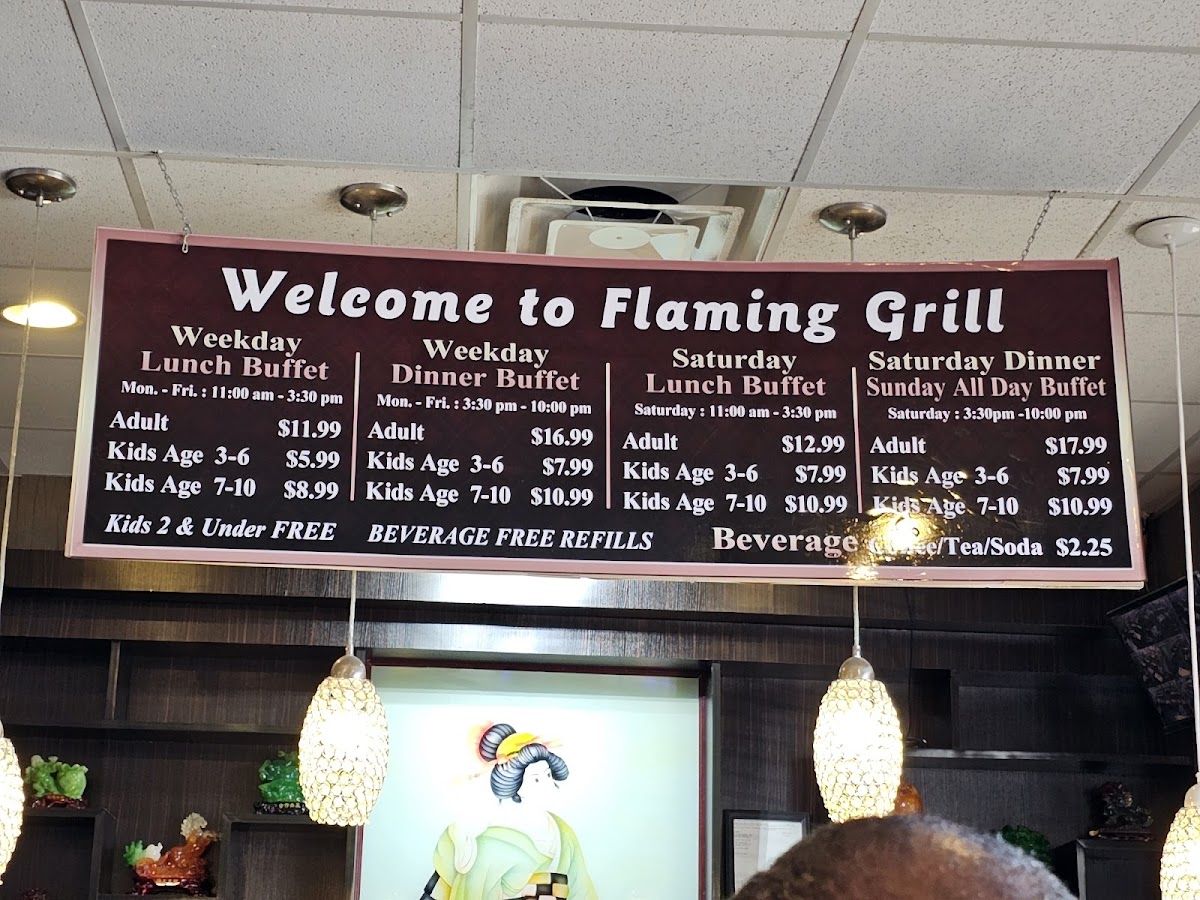 Welcome to Flaming Grill
Weekday
Lunch Buffet
Mon. - Fri. : 11:00 am - 3:30 pm
Adult $11.99
Kids Age 3-6 $5.99
Kids Age 7-10 $8.99
Weekday
Dinner Buffet
Mon. - Fri. : 3:30 pm - 10:00 pm
Adult $16.99
Kids Age 3-6 $7.99
Kids Age 7-10 $10.99
Saturday
Lunch Buffet
Saturday : 11:00 am - 3:30 pm
Adult $12.99
Kids Age 3-6 $7.99
Kids Age 7-10 $10.99
Saturday Dinner
Sunday All Day Buffet
Saturday : 3:30pm -10:00 pm
Adult $17.99
Kids Age 3-6 $7.99
Kids Age 7-10 $10.99
Kids 2 & Under FREE BEVERAGE FREE REFILLS Beverage Coffee/Tea/Soda $2.25